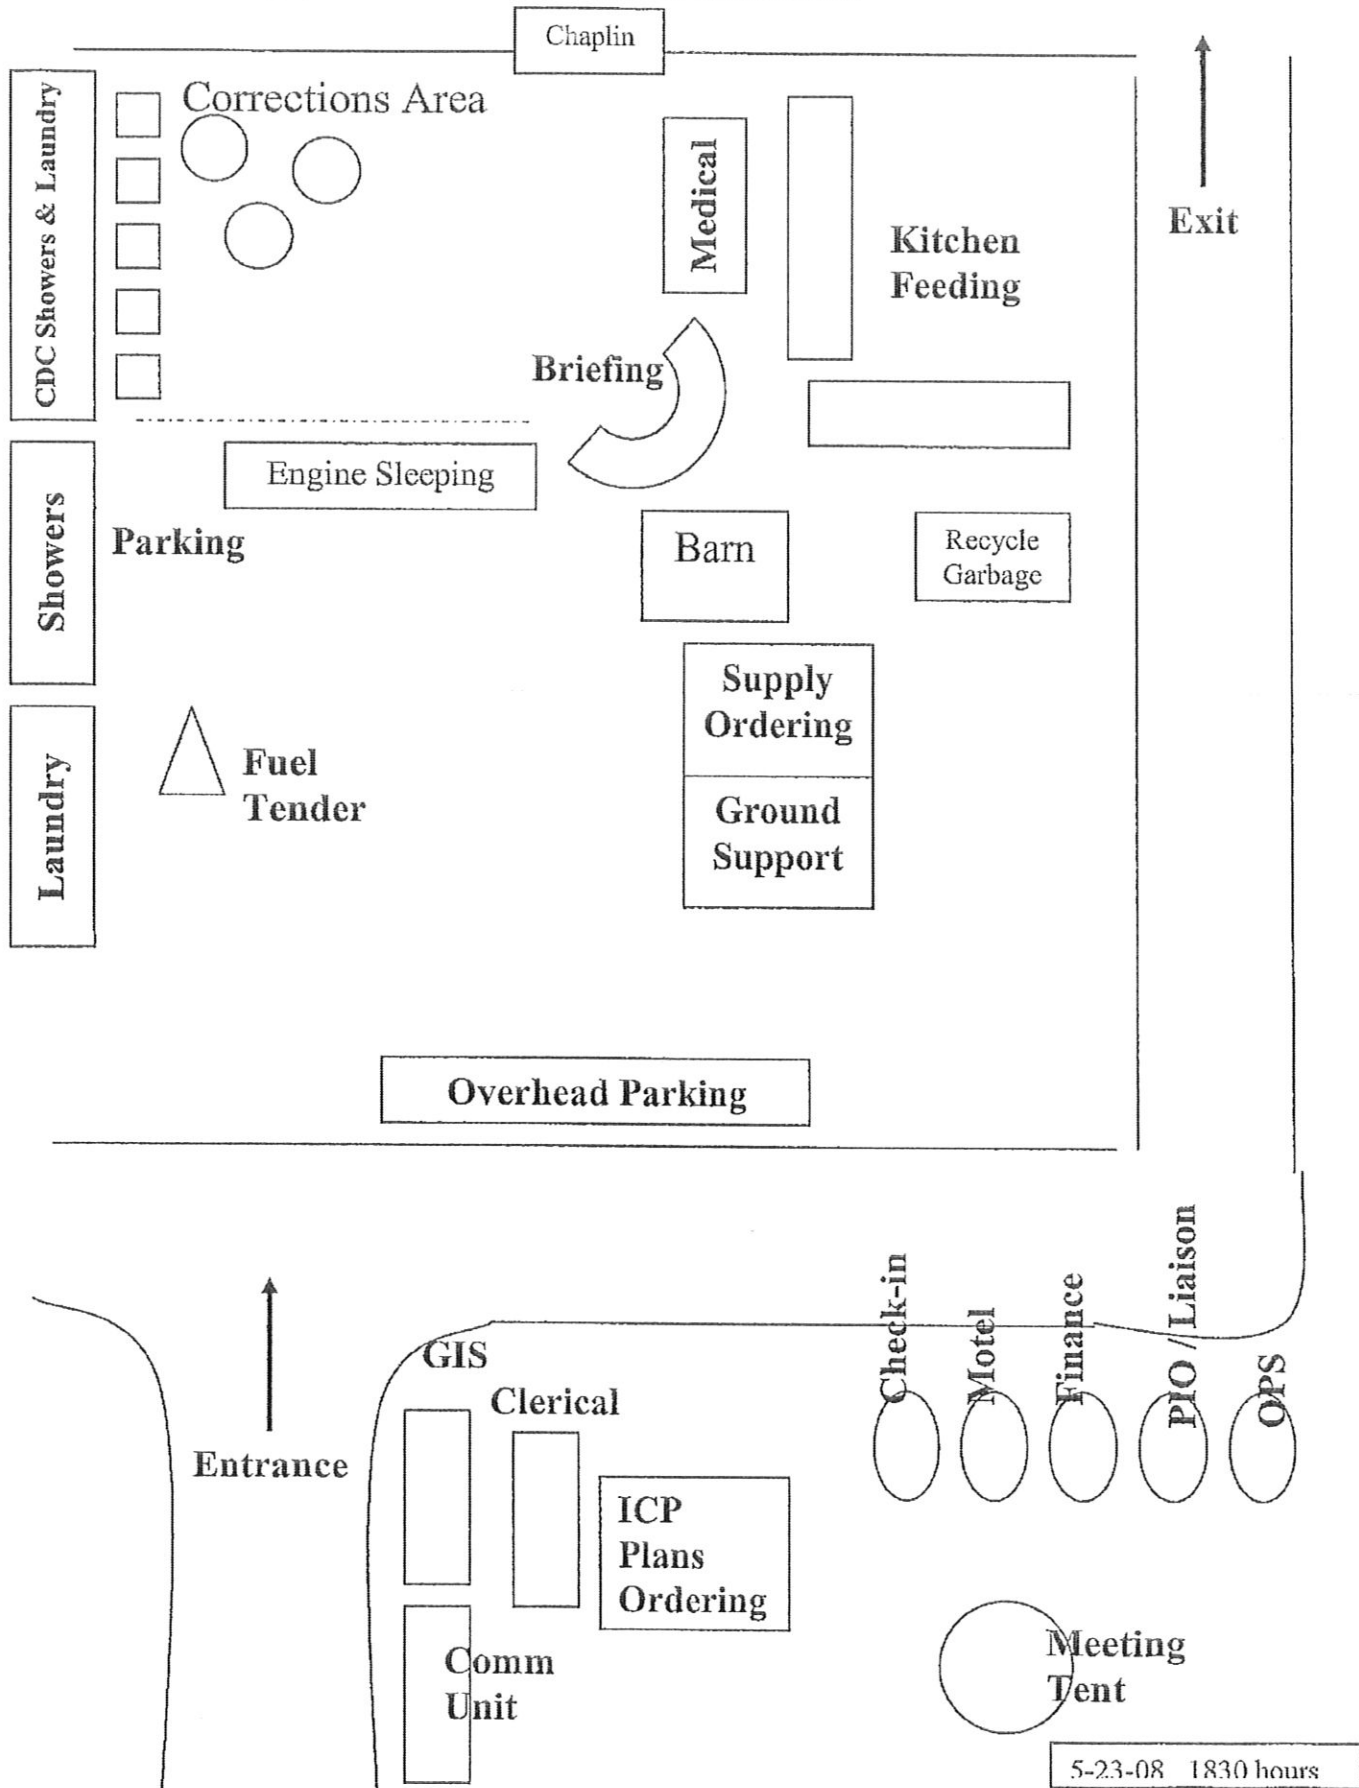 Chaplin
Corrections Area
CDC Showers & Laundry
Medical
Exit
Kitchen
Feeding
Briefing
Engine Sleeping
Showers
Parking
Barn
Recycle
Garbage
Supply
Ordering
Laundry
Fuel
Tender
Ground
Support
Overhead Parking
Check-in
Motel
Finance
PIO / Liaison
OPS
GIS
Clerical
Entrance
ICP
Plans
Ordering
Comm
Unit
Meeting
Tent
5-23-08 1830 hours